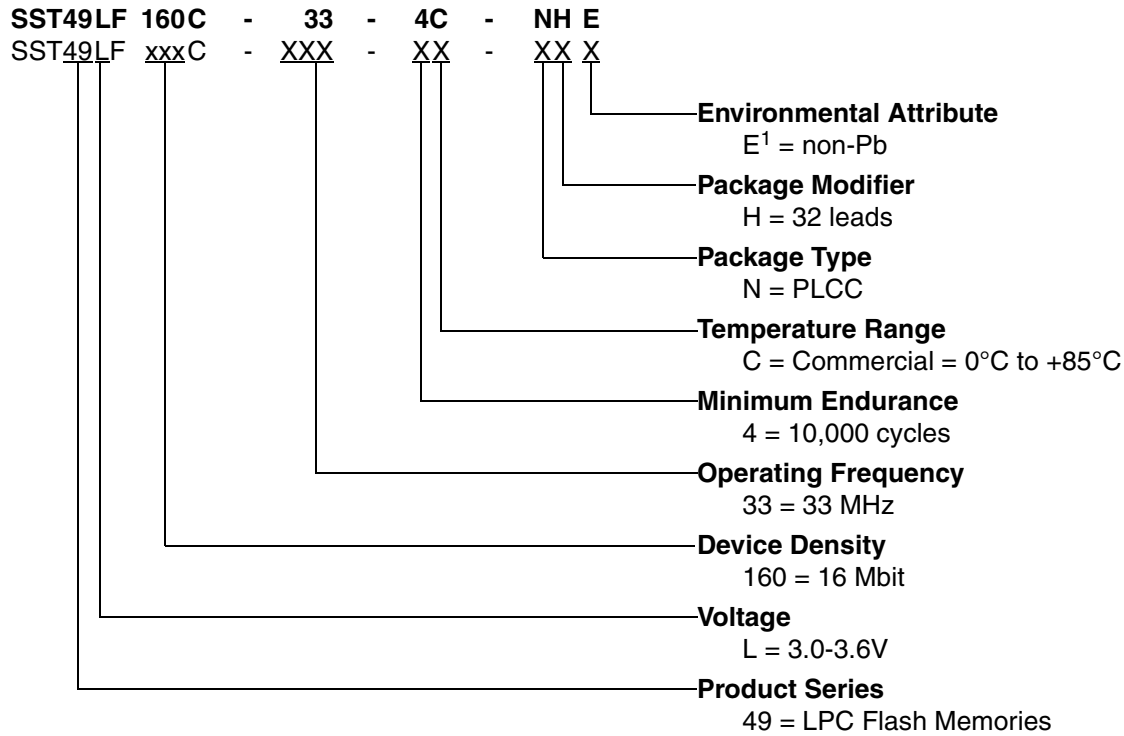 SST49LF 160C - 33 - 4C - NH E
SST49LF xxxC - XXX - XX - XX X
Environmental Attribute
E1 = non-Pb
Package Modifier
H = 32 leads
Package Type
N = PLCC
Temperature Range
C = Commercial = 0°C to +85°C
Minimum Endurance
4 = 10,000 cycles
Operating Frequency
33 = 33 MHz
Device Density
160 = 16 Mbit
Voltage
L = 3.0-3.6V
Product Series
49 = LPC Flash Memories